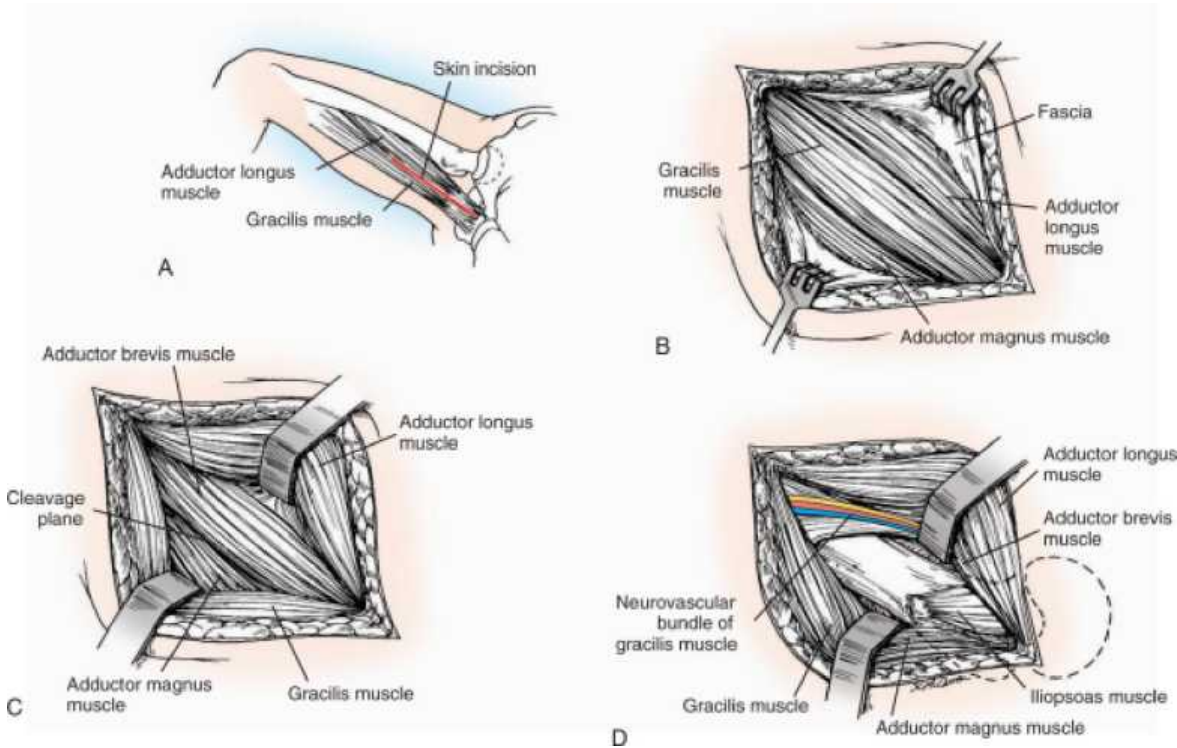 Skin incision
Adductor longus
muscle
Gracilis muscle
A
Fascia
Gracilis
muscle
Adductor
longus
muscle
Adductor magnus muscle
B
Adductor brevis muscle
Adductor longus
muscle
Cleavage
plane
Adductor magnus
muscle
Gracilis muscle
C
Adductor longus
muscle
Adductor brevis
muscle
Neurovascular
bundle of
gracilis muscle
Gracilis muscle
Iliopsoas muscle
Adductor magnus muscle
D